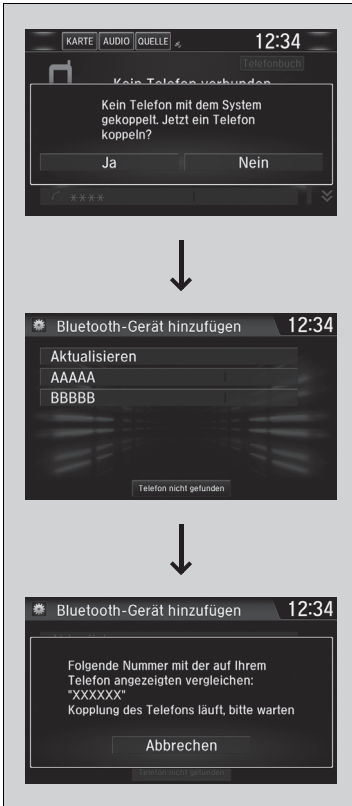 KARTE AUDIO QUELLE 12:34
Telefonbuch
Kein Telefon verbunden
Kein Telefon mit dem System
gekoppelt. Jetzt ein Telefon
koppeln?
Ja Nein
****
Bluetooth-Gerät hinzufügen 12:34
Aktualisieren
AAAAA
BBBBB
Telefon nicht gefunden
Bluetooth-Gerät hinzufügen 12:34
Folgende Nummer mit der auf Ihrem
Telefon angezeigten vergleichen:
"XXXXXX"
Kopplung des Telefons läuft, bitte warten
Abbrechen
Telefon nicht gefunden